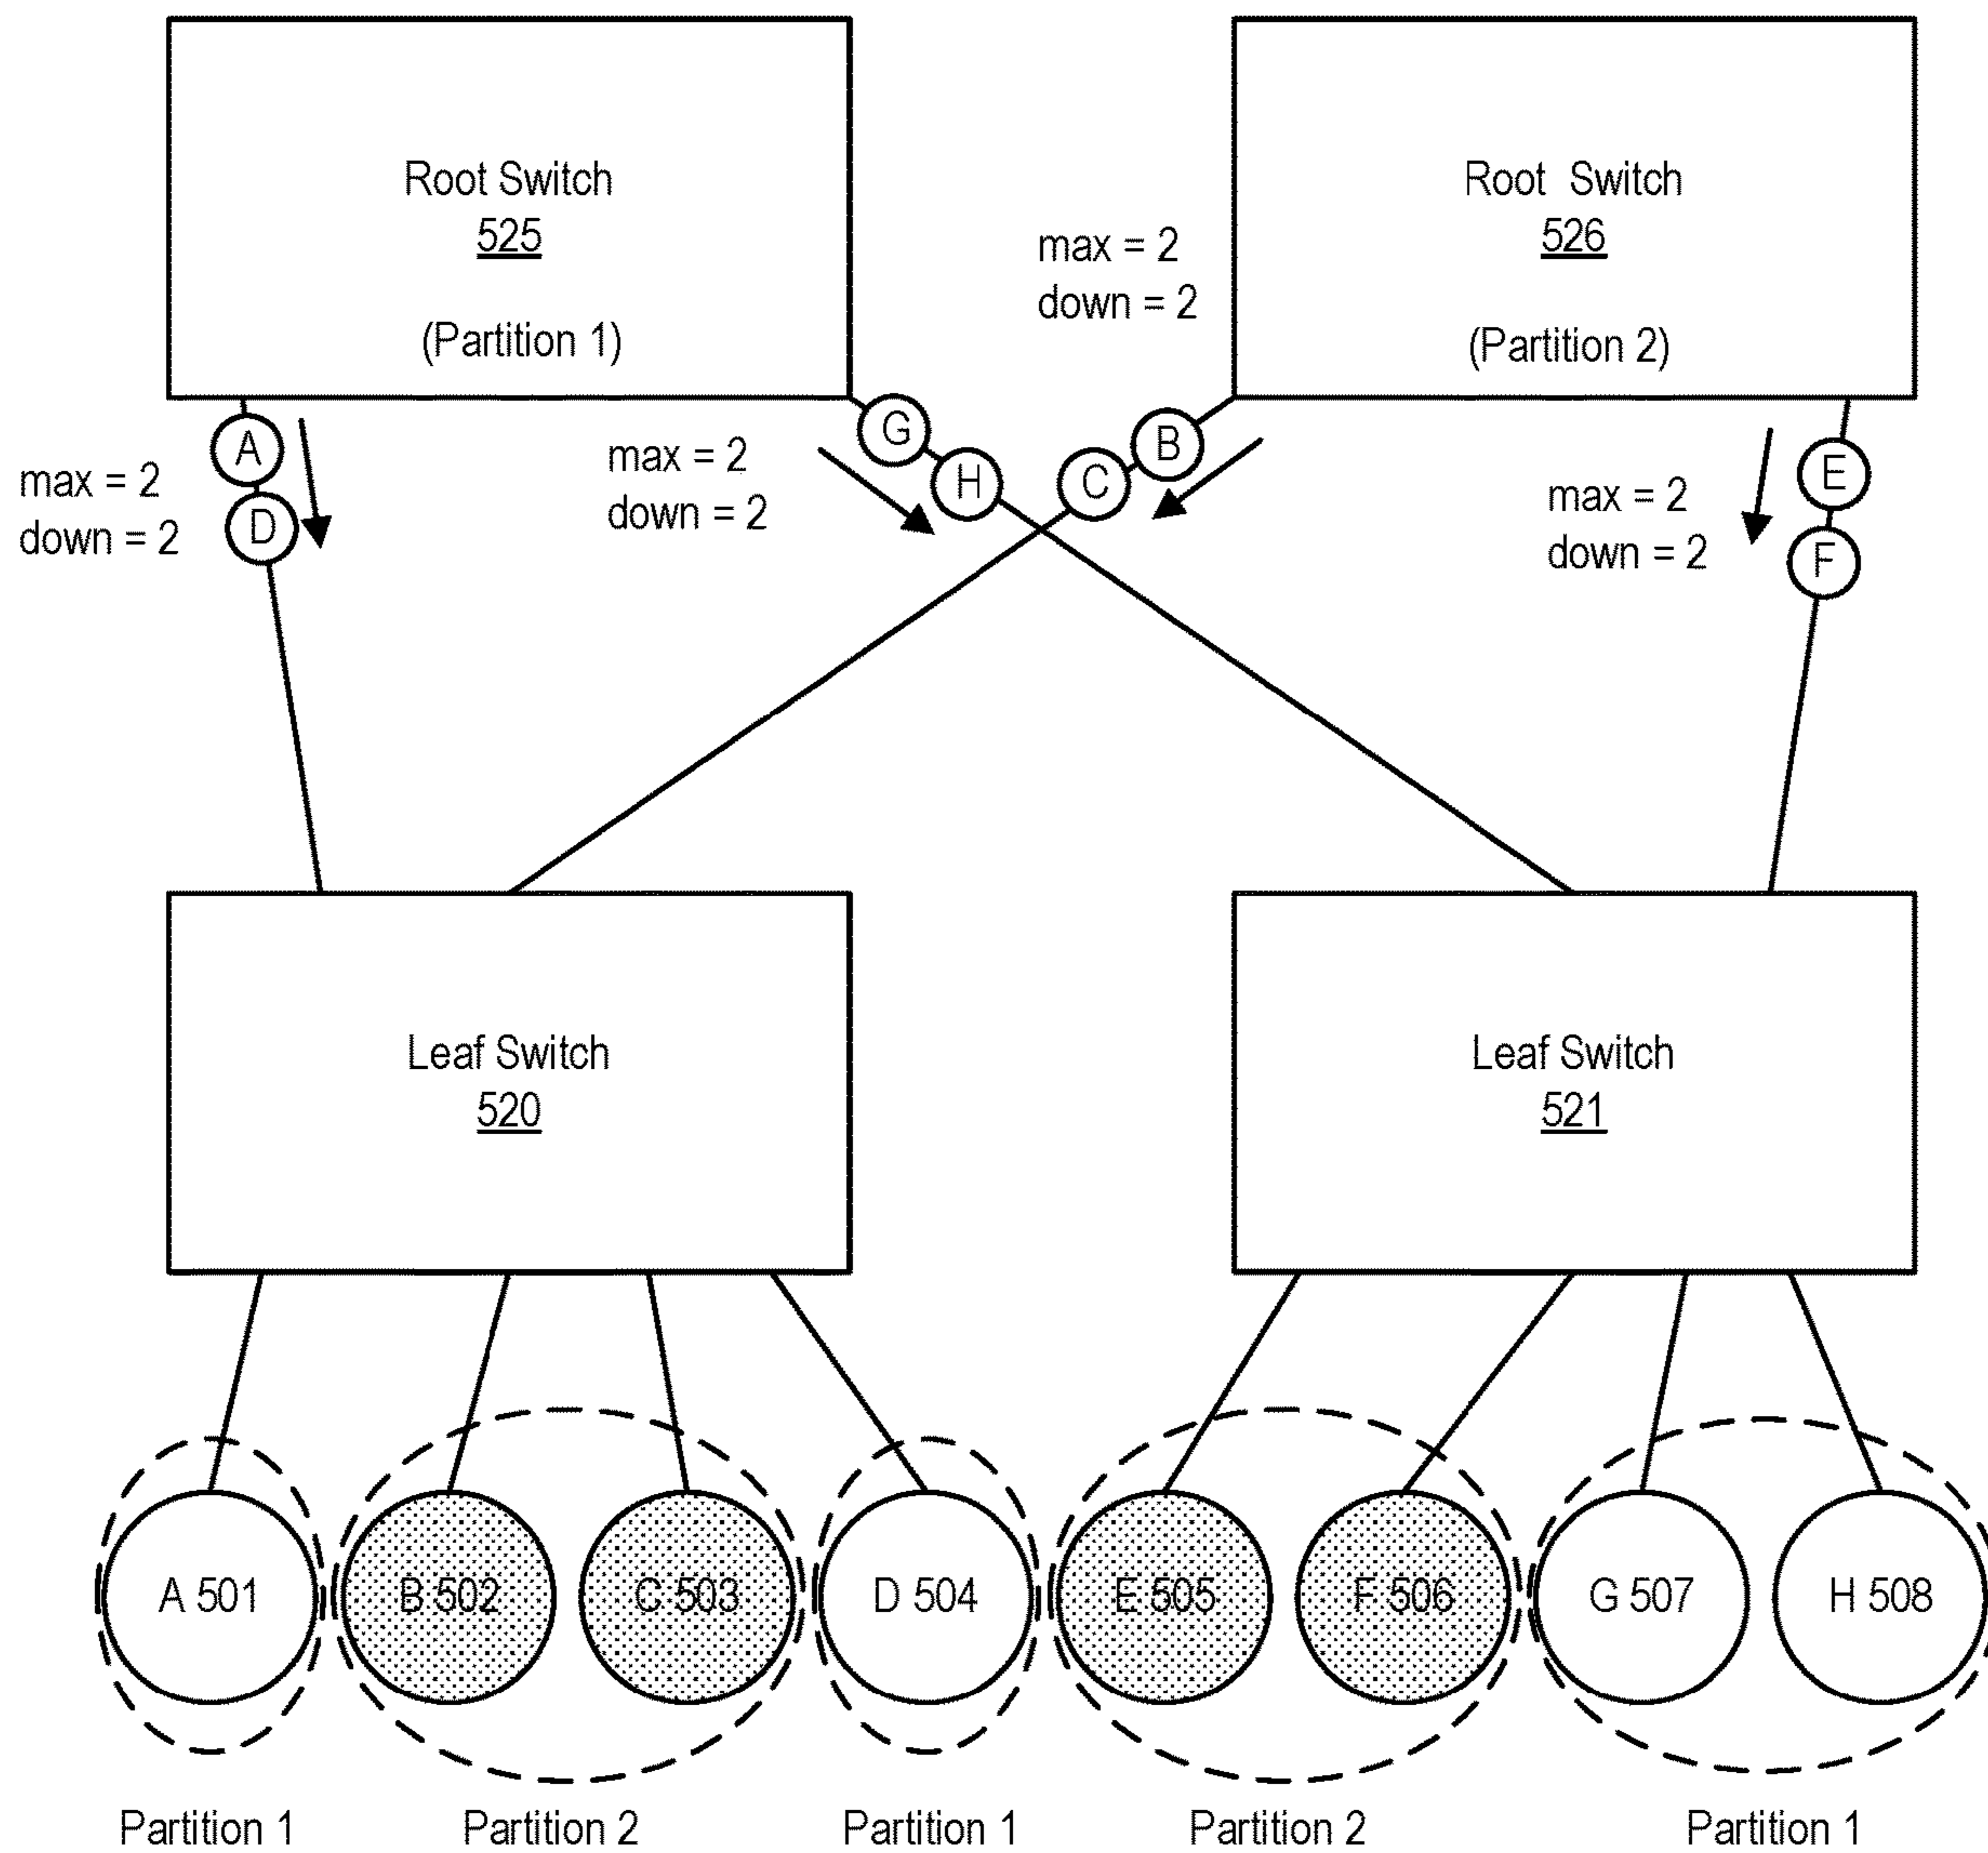 Root Switch
525
(Partition 1)
Root Switch
526
(Partition 2)
max = 2
down = 2
A
D
max = 2
down = 2
G
H
max = 2
down = 2
B
C
max = 2
down = 2
E
F
Leaf Switch
520
Leaf Switch
521
A 501
B 502
C 503
D 504
E 505
F 506
G 507
H 508
Partition 1
Partition 2
Partition 1
Partition 2
Partition 1